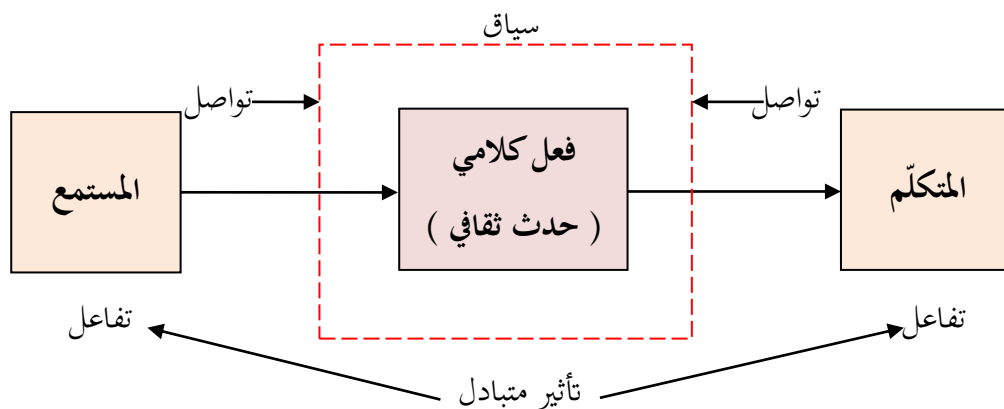 سياق
تواصل
تواصل
المتكلّم
فعل كلامي
( حدث ثقافي )
المستمع
تفاعل
تفاعل
تأثير متبادل